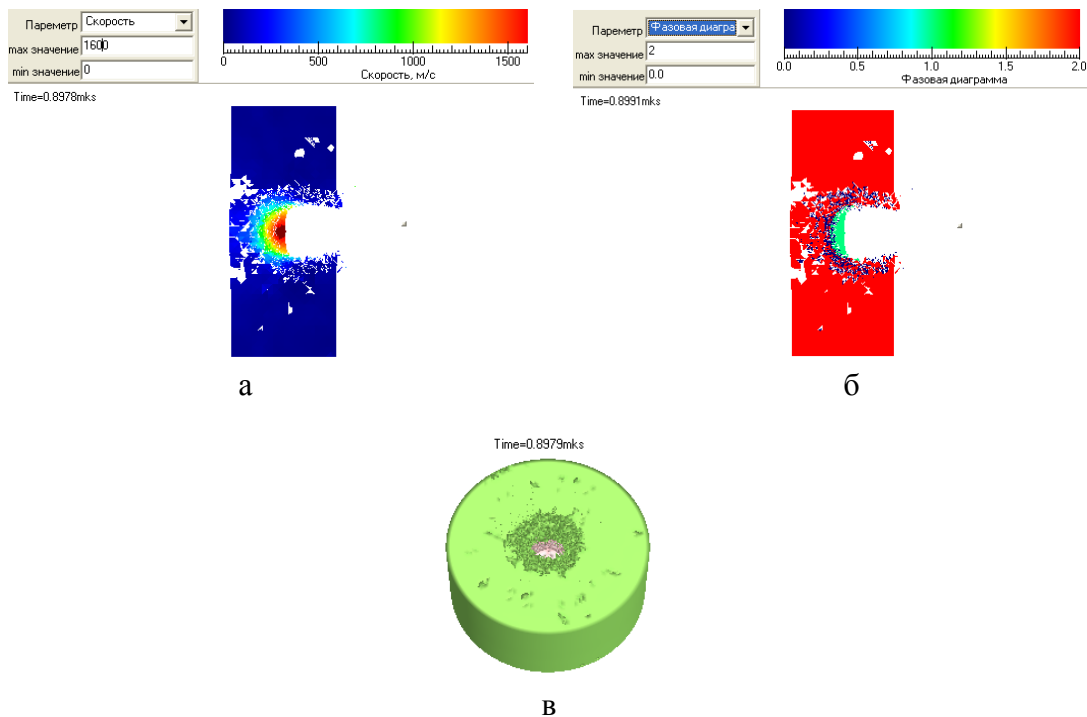 Пареметр Скорость
max значение 1600
min значение 0
0 500 1000 1500
Скорость, м/с
Time=0.8978mks
Пареметр Фазовая диагра
max значение 2
min значение 0.0
0.0 0.5 1.0 1.5 2.0
Фазовая диаграмма
Time=0.8991mks
а
б
Time=0.8979mks
в